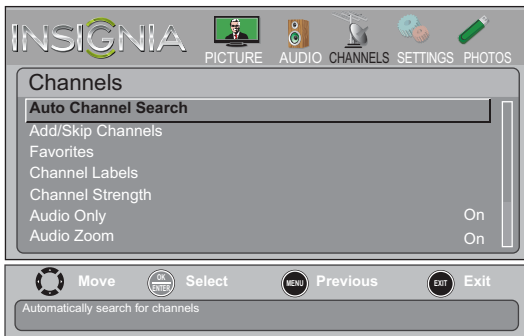 INSIGNIA
PICTURE AUDIO CHANNELS SETTINGS PHOTOS
Channels
Auto Channel Search
Add/Skip Channels
Favorites
Channel Labels
Channel Strength
Audio Only On
Audio Zoom On
Move OK ENTER Select MENU Previous EXIT Exit
Automatically search for channels